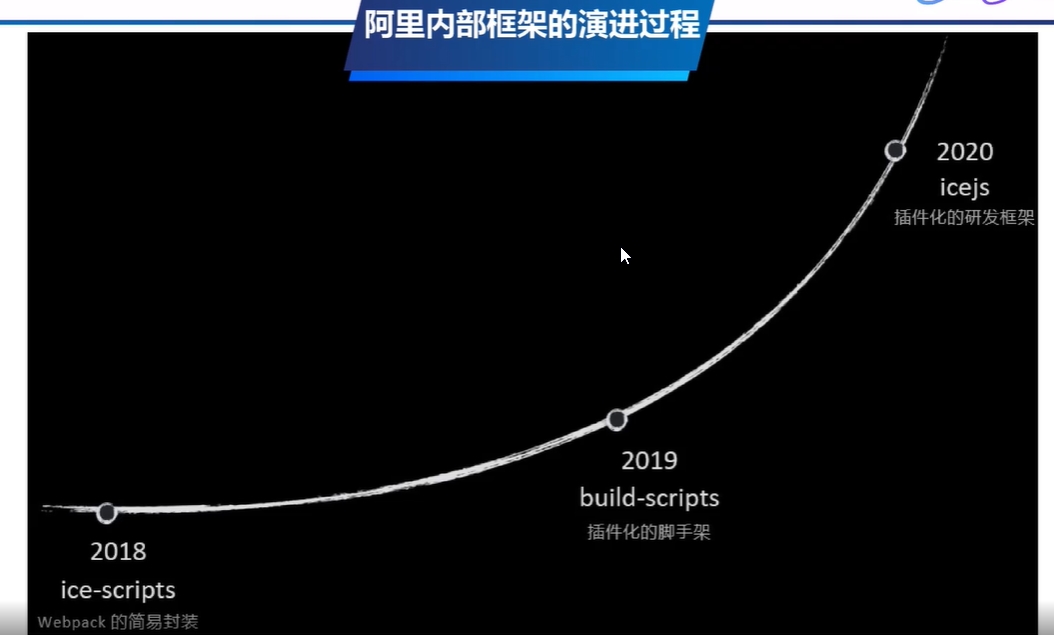 阿里内部框架的演进过程
2020
icejs
插件化的研发框架
2019
build-scripts
插件化的脚手架
2018
ice-scripts
Webpack 的简易封装